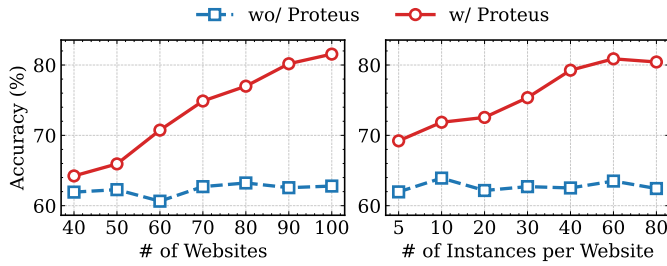 wo/ Proteus w/ Proteus
Accuracy (%)
80
70
60
40 50 60 70 80 90 100
# of Websites
80
70
60
5 10 20 30 40 60 80
# of Instances per Website